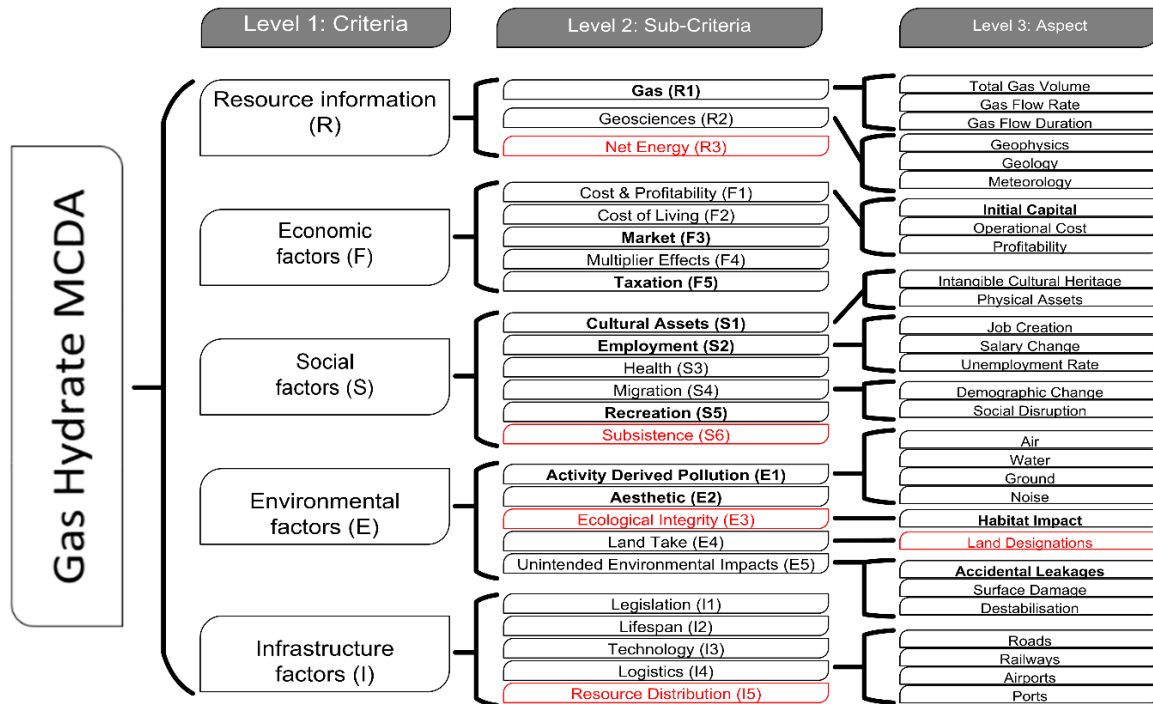 Level 1: Criteria
Level 2: Sub-Criteria
Level 3: Aspect
Gas Hydrate MCDA
Resource information
(R)
Economic
factors (F)
Social
factors (S)
Environmental
factors (E)
Infrastructure
factors (I)
Gas (R1)
Geosciences (R2)
Net Energy (R3)
Cost & Profitability (F1)
Cost of Living (F2)
Market (F3)
Multiplier Effects (F4)
Taxation (F5)
Cultural Assets (S1)
Employment (S2)
Health (S3)
Migration (S4)
Recreation (S5)
Subsistence (S6)
Activity Derived Pollution (E1)
Aesthetic (E2)
Ecological Integrity (E3)
Land Take (E4)
Unintended Environmental Impacts (E5)
Legislation (I1)
Lifespan (I2)
Technology (I3)
Logistics (I4)
Resource Distribution (I5)
Total Gas Volume
Gas Flow Rate
Gas Flow Duration
Geophysics
Geology
Meteorology
Initial Capital
Operational Cost
Profitability
Intangible Cultural Heritage
Physical Assets
Job Creation
Salary Change
Unemployment Rate
Demographic Change
Social Disruption
Air
Water
Ground
Noise
Habitat Impact
Land Designations
Accidental Leakages
Surface Damage
Destabilisation
Roads
Railways
Airports
Ports